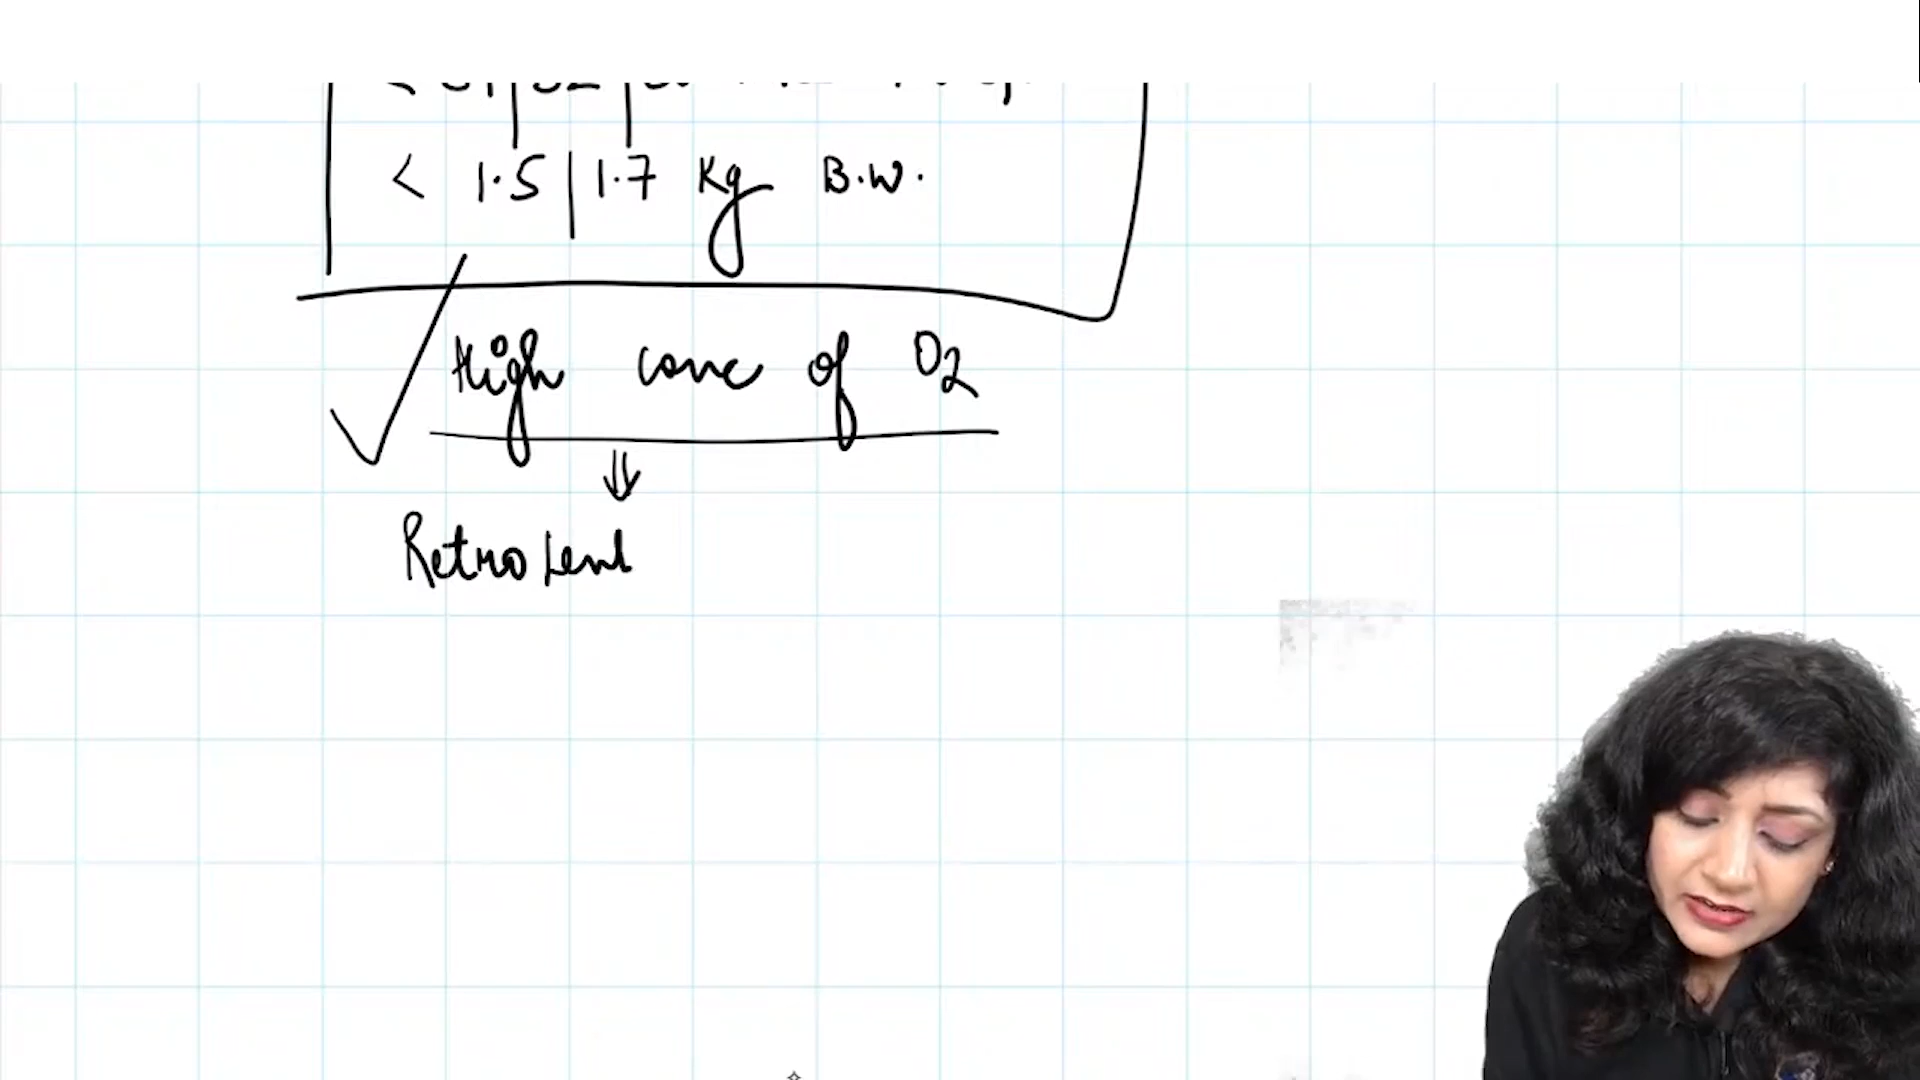 < 1.5 | 1.7 Kg B.W.
High conc of O2
Retro Lent